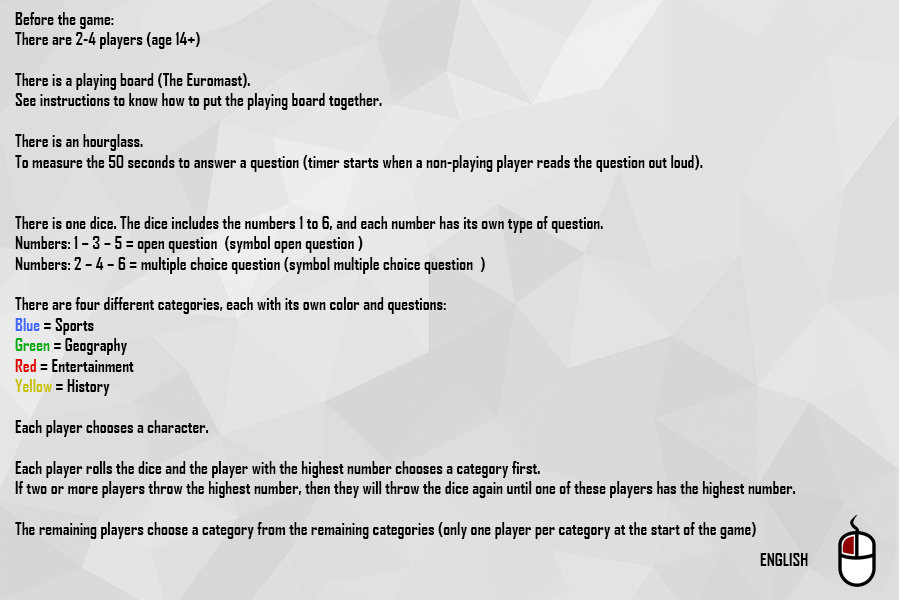 Before the game:
There are 2-4 players (age 14+)
There is a playing board (The Euromast).
See instructions to know how to put the playing board together.
There is an hourglass.
To measure the 50 seconds to answer a question (timer starts when a non-playing player reads the question out loud).
There is one dice. The dice includes the numbers 1 to 6, and each number has its own type of question.
Numbers: 1 – 3 – 5 = open question  (symbol open question )
Numbers: 2 – 4 – 6 = multiple choice question (symbol multiple choice question  )
There are four different categories, each with its own color and questions:
Blue = Sports
Green = Geography
Red = Entertainment
Yellow = History
Each player chooses a character.
Each player rolls the dice and the player with the highest number chooses a category first.
If two or more players throw the highest number, then they will throw the dice again until one of these players has the highest number.
The remaining players choose a category from the remaining categories (only one player per category at the start of the game)
ENGLISH